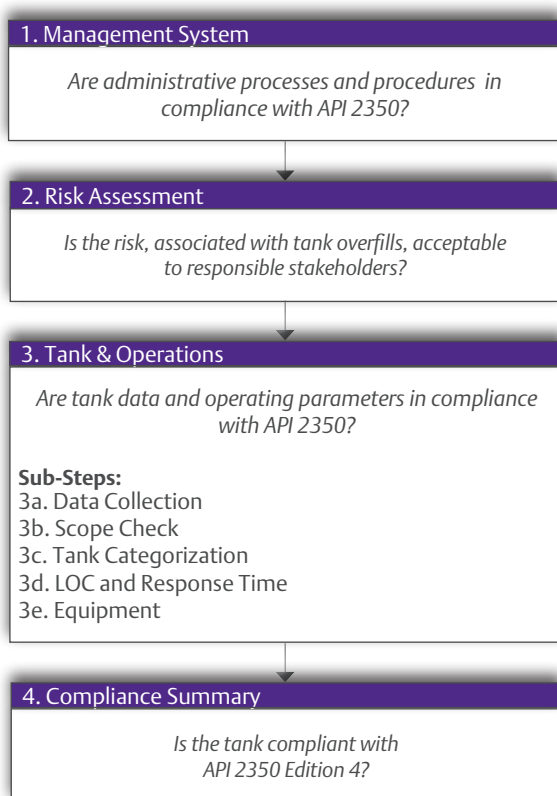 1. Management System
Are administrative processes and procedures in
compliance with API 2350?
2. Risk Assessment
Is the risk, associated with tank overfills, acceptable
to responsible stakeholders?
3. Tank & Operations
Are tank data and operating parameters in compliance
with API 2350?
Sub-Steps:
3a. Data Collection
3b. Scope Check
3c. Tank Categorization
3d. LOC and Response Time
3e. Equipment
4. Compliance Summary
Is the tank compliant with
API 2350 Edition 4?